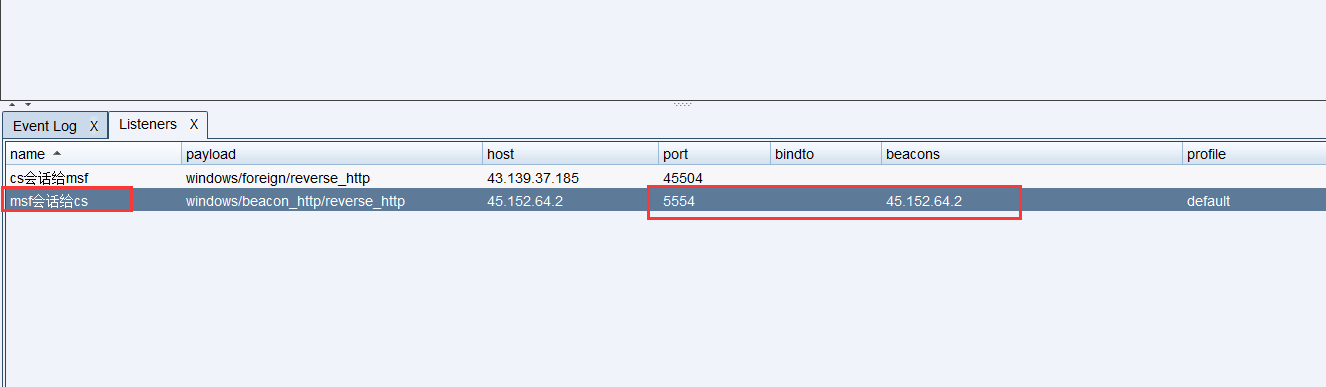 Event Log X Listeners X
name payload host port bindto beacons profile
cs会话给msf windows/foreign/reverse_http 43.139.37.185 45504
msf会话给cs windows/beacon_http/reverse_http 45.152.64.2 5554 45.152.64.2 default